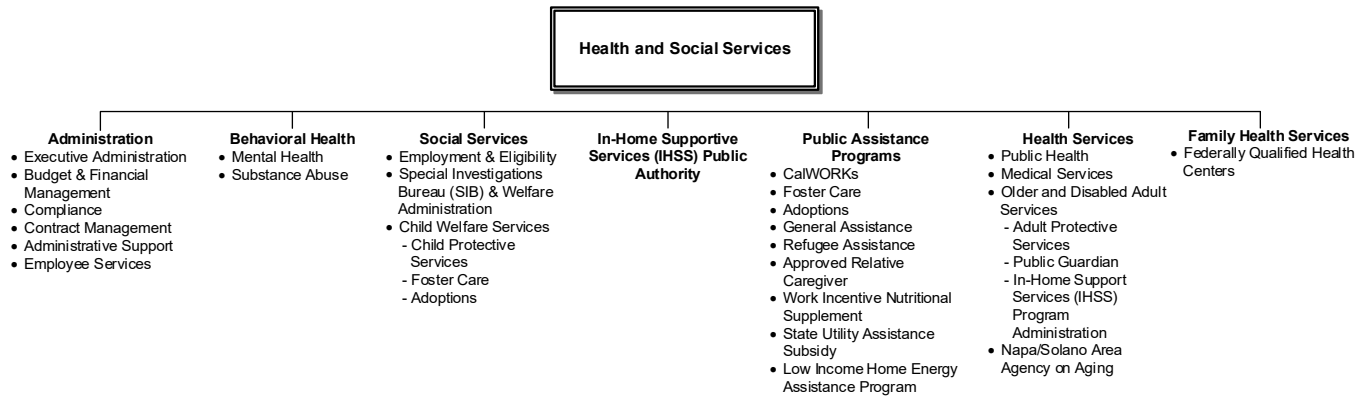 Health and Social Services
Administration
• Executive Administration
• Budget & Financial
Management
• Compliance
• Contract Management
• Administrative Support
• Employee Services
Behavioral Health
• Mental Health
• Substance Abuse
Social Services
• Employment & Eligibility
• Special Investigations
Bureau (SIB) & Welfare
Administration
• Child Welfare Services
- Child Protective
Services
- Foster Care
- Adoptions
In-Home Supportive
Services (IHSS) Public
Authority
Public Assistance
Programs
• CalWORKs
• Foster Care
• Adoptions
• General Assistance
• Refugee Assistance
• Approved Relative
Caregiver
• Work Incentive Nutritional
Supplement
• State Utility Assistance
Subsidy
• Low Income Home Energy
Assistance Program
Health Services
• Public Health
• Medical Services
• Older and Disabled Adult
Services
- Adult Protective
Services
- Public Guardian
- In-Home Support
Services (IHSS)
Program
Administration
• Napa/Solano Area
Agency on Aging
Family Health Services
• Federally Qualified Health
Centers